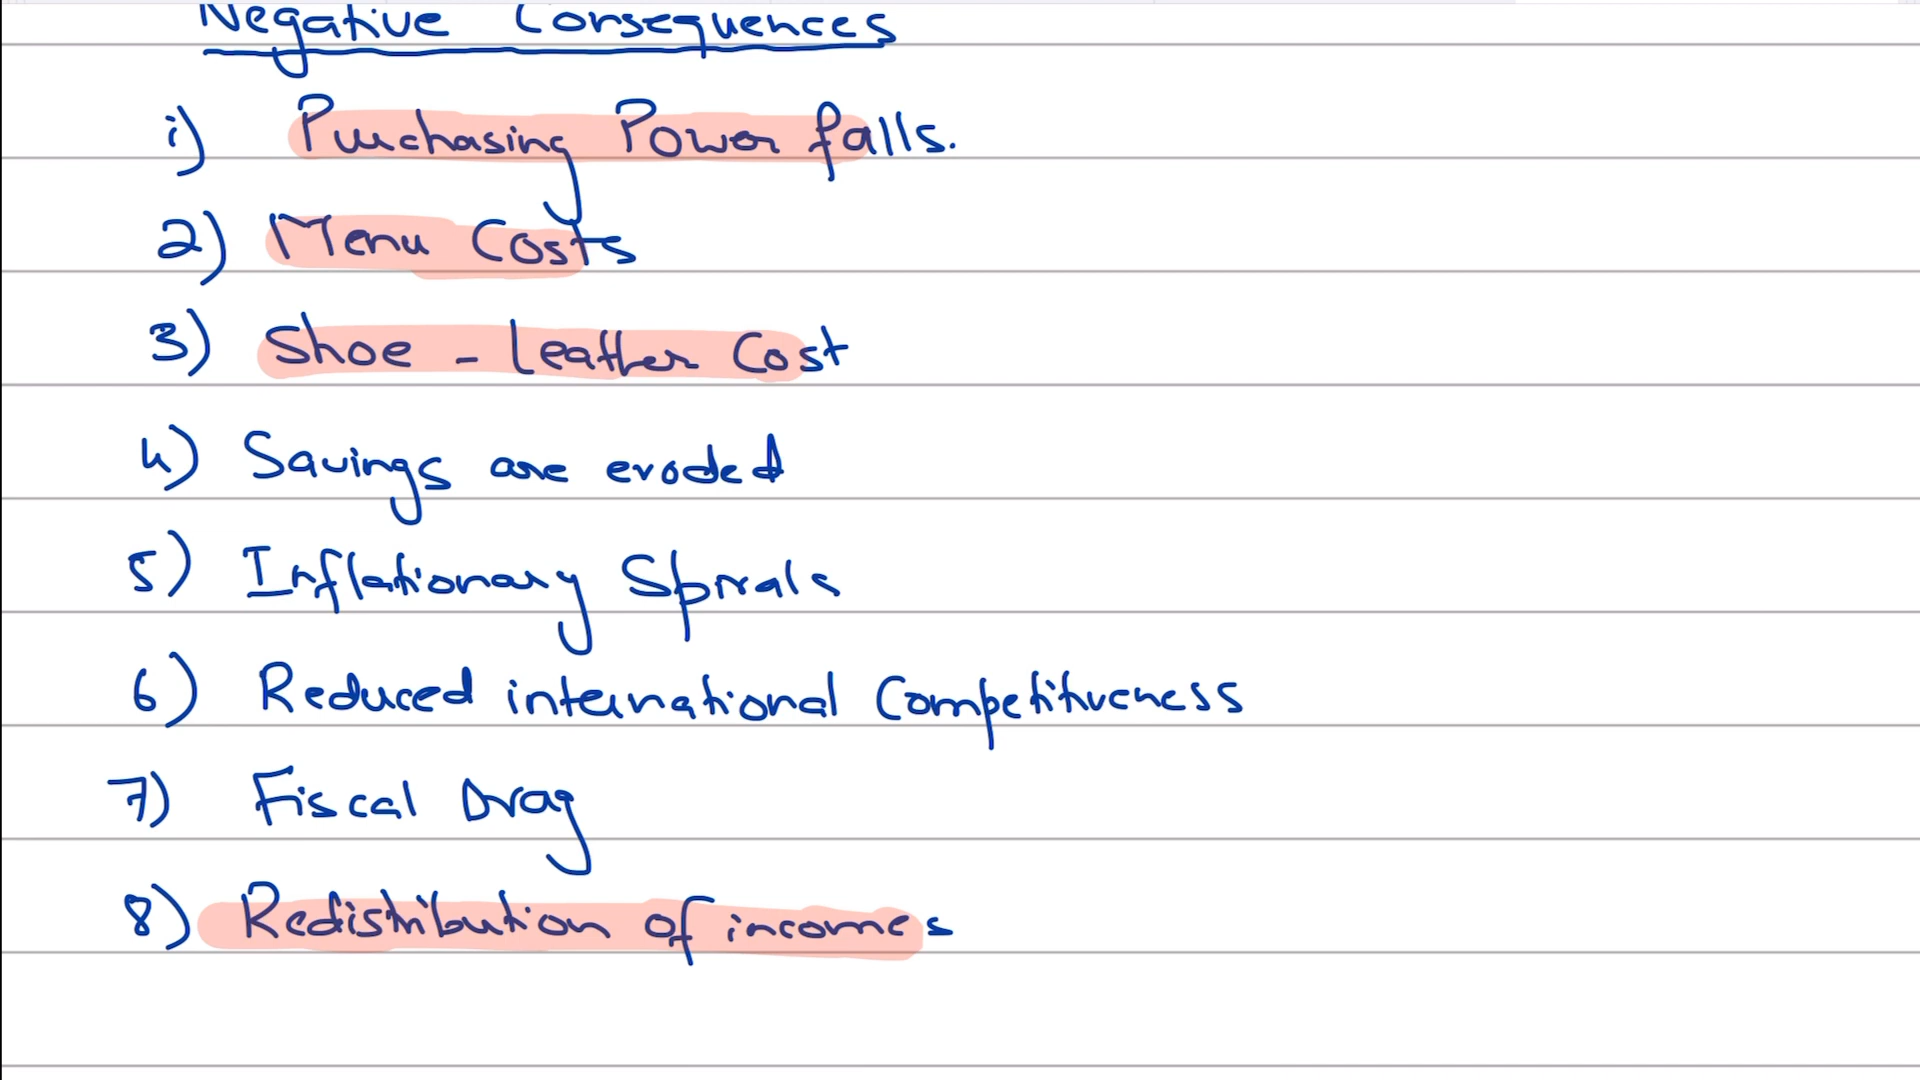 Negative Consequences
1) Purchasing Power falls.
2) Menu Costs
3) Shoe - Leather Cost
4) Savings are eroded
5) Inflationary Spirals
6) Reduced international Competitiveness
7) Fiscal Drag
8) Redistribution of incomes